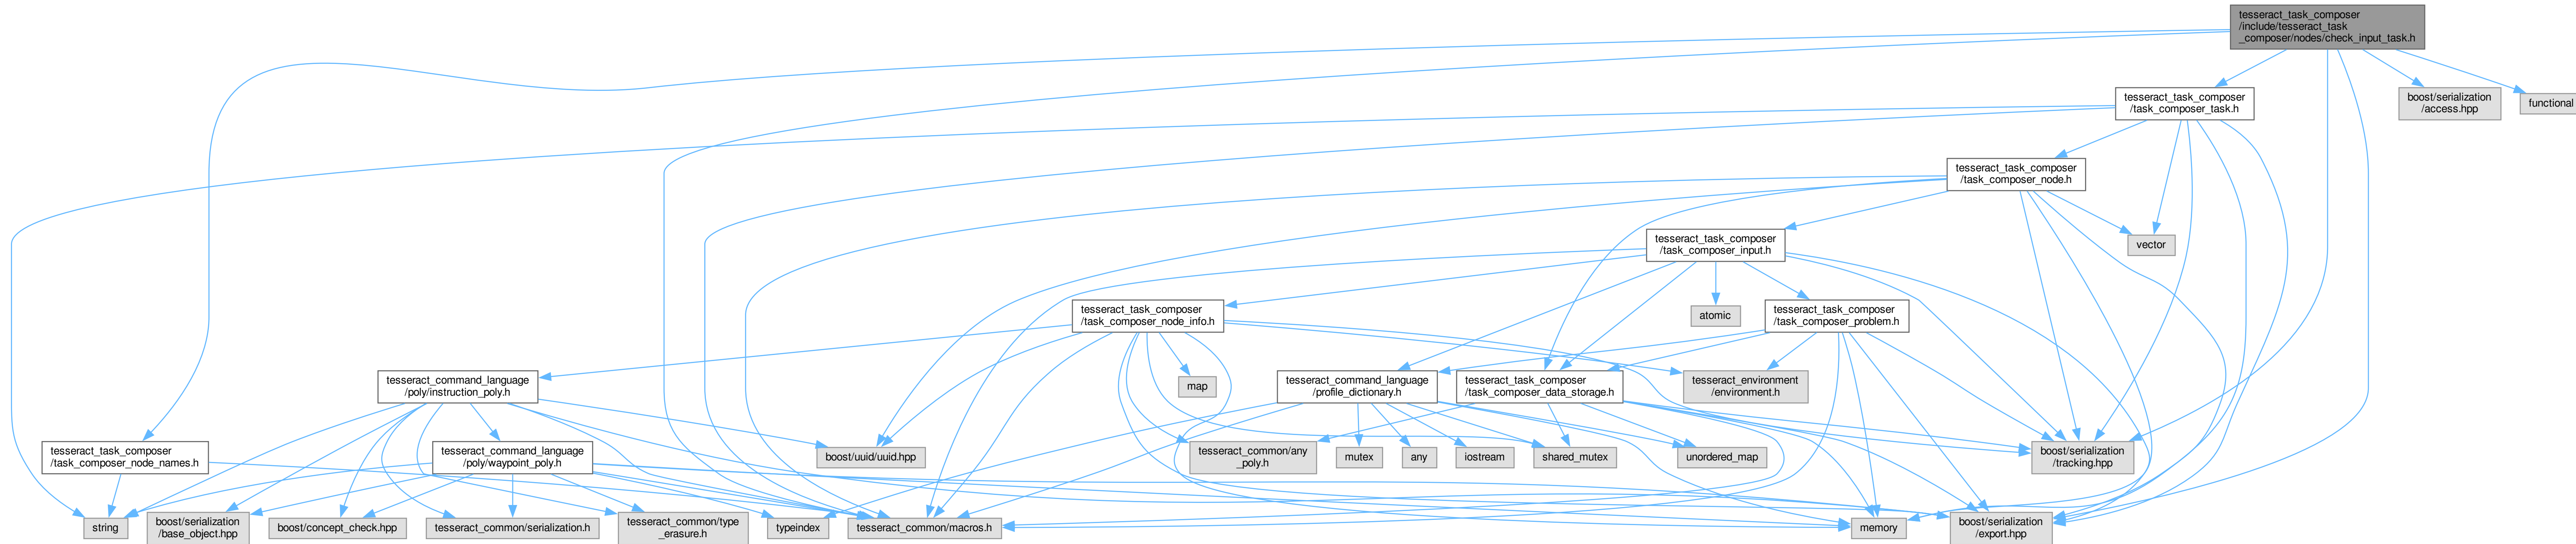 tesseract_task_composer
/include/tesseract_task
_composer/nodes/check_input_task.h
tesseract_task_composer
/task_composer_task.h
boost/serialization
/access.hpp
functional
tesseract_task_composer
/task_composer_node.h
tesseract_task_composer
/task_composer_input.h
vector
tesseract_task_composer
/task_composer_node_info.h
atomic
tesseract_task_composer
/task_composer_problem.h
tesseract_command_language
/poly/instruction_poly.h
map
tesseract_command_language
/profile_dictionary.h
tesseract_task_composer
/task_composer_data_storage.h
tesseract_environment
/environment.h
tesseract_task_composer
/task_composer_node_names.h
tesseract_command_language
/poly/waypoint_poly.h
boost/uuid/uuid.hpp
tesseract_common/any
_poly.h
mutex
any
iostream
shared_mutex
unordered_map
boost/serialization
/tracking.hpp
string
boost/serialization
/base_object.hpp
boost/concept_check.hpp
tesseract_common/serialization.h
tesseract_common/type
_erasure.h
typeindex
tesseract_common/macros.h
memory
boost/serialization
/export.hpp